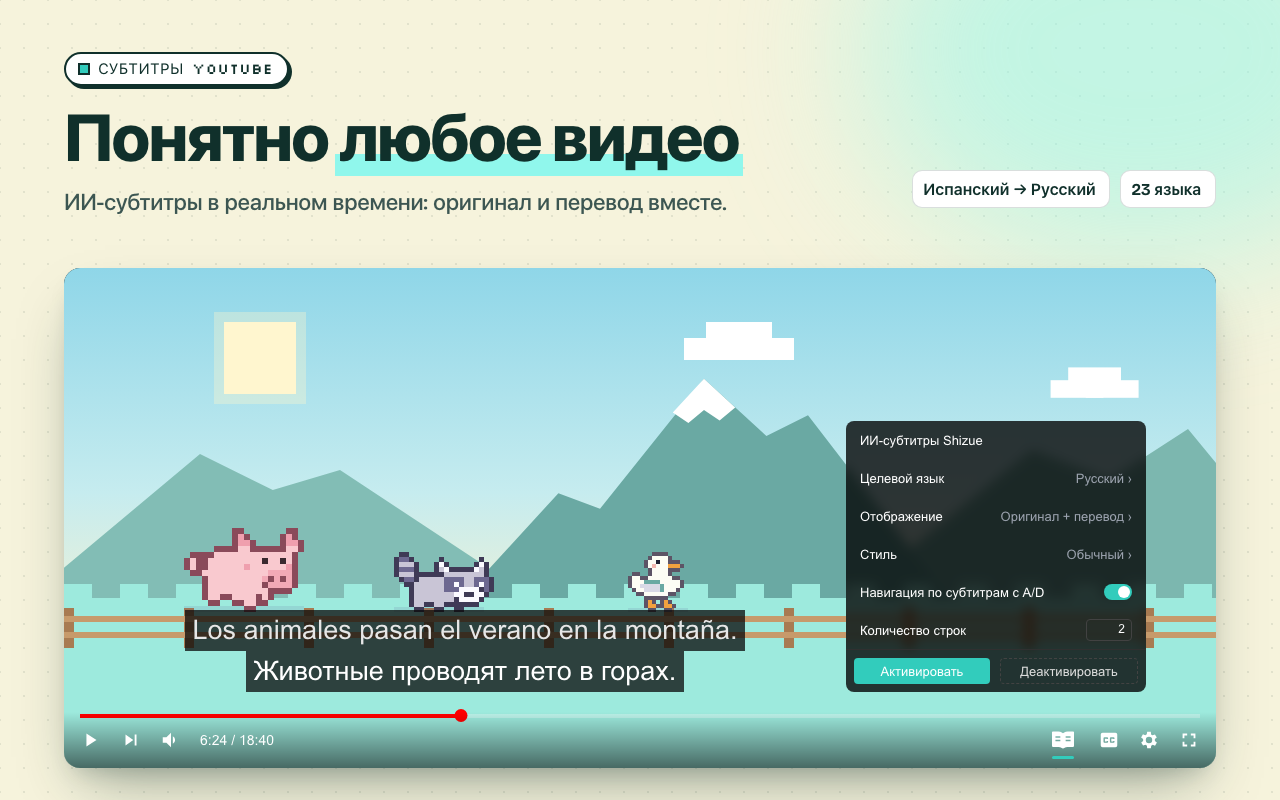 СУБТИТРЫ YOUTUBE
Понятно любое видео
ИИ-субтитры в реальном времени: оригинал и перевод вместе.
Испанский → Русский
23 языка
ИИ-субтитры Shizue
Целевой язык Русский ›
Отображение Оригинал + перевод ›
Стиль Обычный ›
Навигация по субтитрам с A/D
Количество строк 2
Активировать Деактивировать
Los animales pasan el verano en la montaña.
Животные проводят лето в горах.
6:24 / 18:40
CC